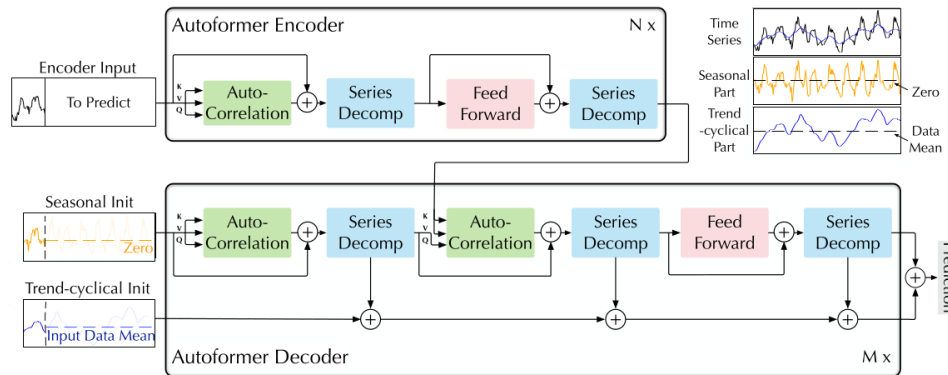 Autoformer Encoder
N x
Encoder Input
To Predict
K
V
Q
Auto-
Correlation
Series
Decomp
Feed
Forward
Series
Decomp
Time
Series
Seasonal
Part
Zero
Trend
-cyclical
Part
Data
Mean
Seasonal Init
Zero
K
V
Q
Auto-
Correlation
Series
Decomp
K
V
Q
Auto-
Correlation
Series
Decomp
Feed
Forward
Series
Decomp
Prediction
Trend-cyclical Init
Input Data Mean
Autoformer Decoder
M x